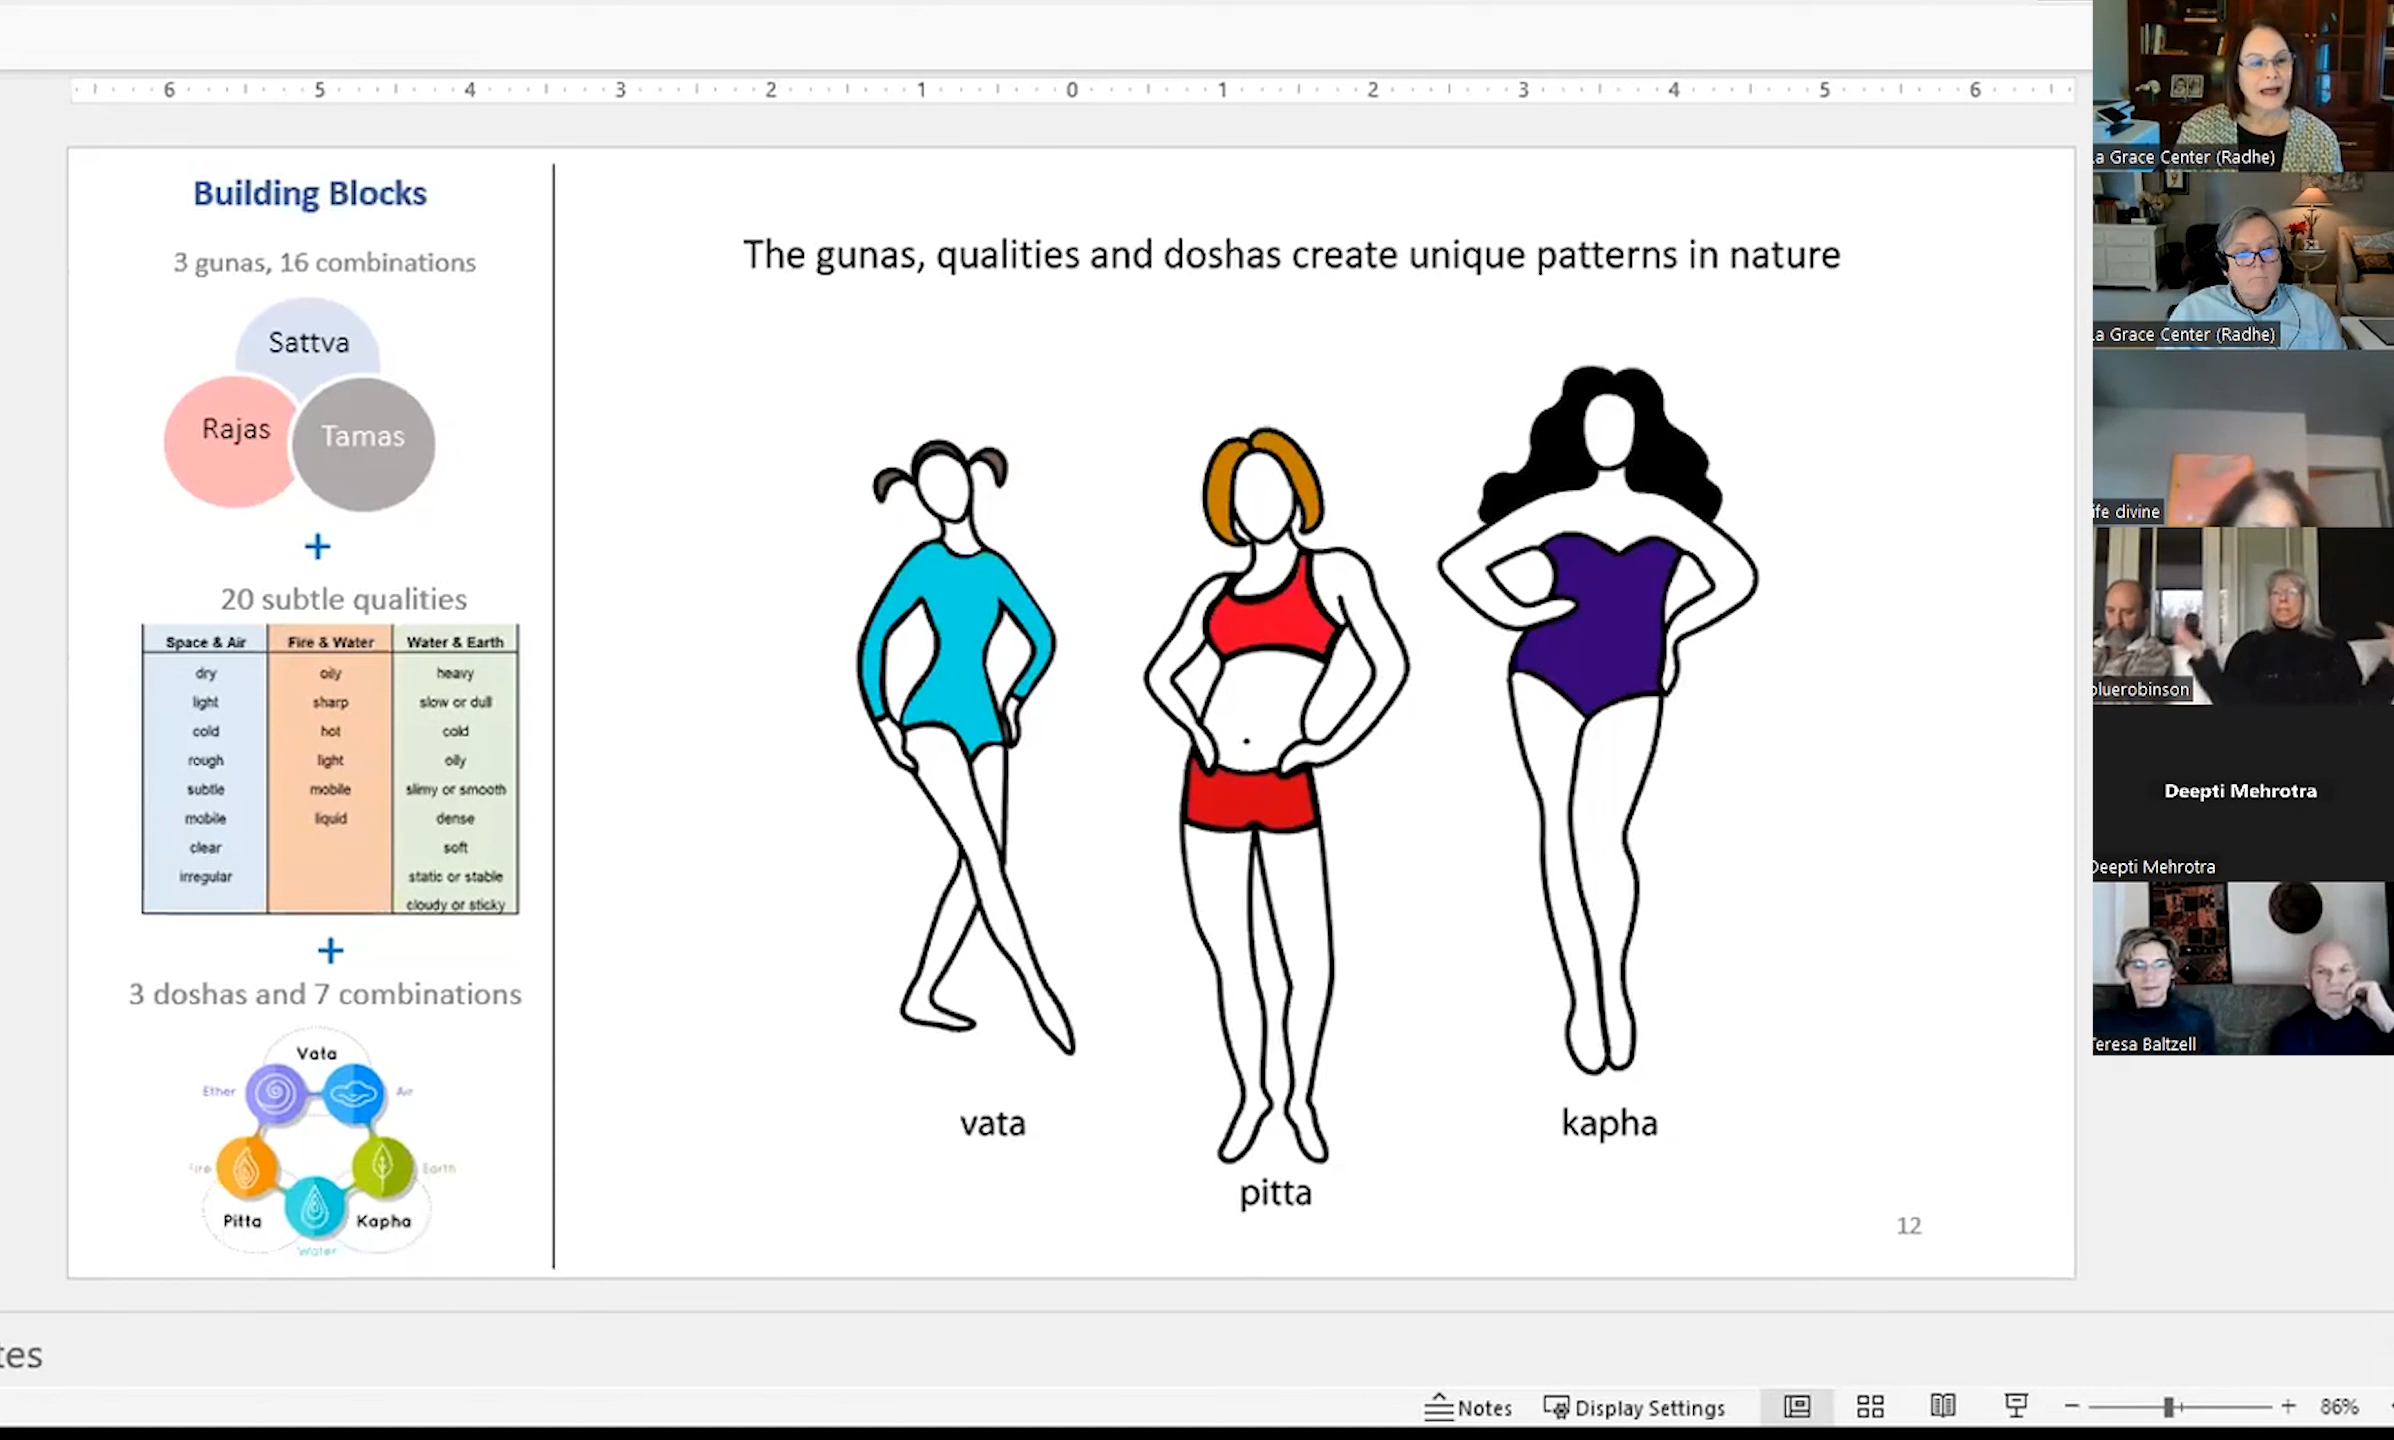 6 5 4 3 2 1 0 1 2 3 4 5 6
Building Blocks
3 gunas, 16 combinations
Sattva
Rajas
Tamas
+
20 subtle qualities
Space & Air Fire & Water Water & Earth
dry oily heavy
light sharp slow or dull
cold hot cold
rough light oily
subtle mobile slimy or smooth
mobile liquid dense
clear soft
irregular static or stable
cloudy or sticky
+
3 doshas and 7 combinations
Vata
Ether Air
Fire Earth
Pitta Kapha
Water
The gunas, qualities and doshas create unique patterns in nature
vata
pitta
kapha
12
a Grace Center (Radhe)
a Grace Center (Radhe)
ife divine
bluerobinson
Deepti Mehrotra
Deepti Mehrotra
Teresa Baltzell
tes
Notes Display Settings 86%